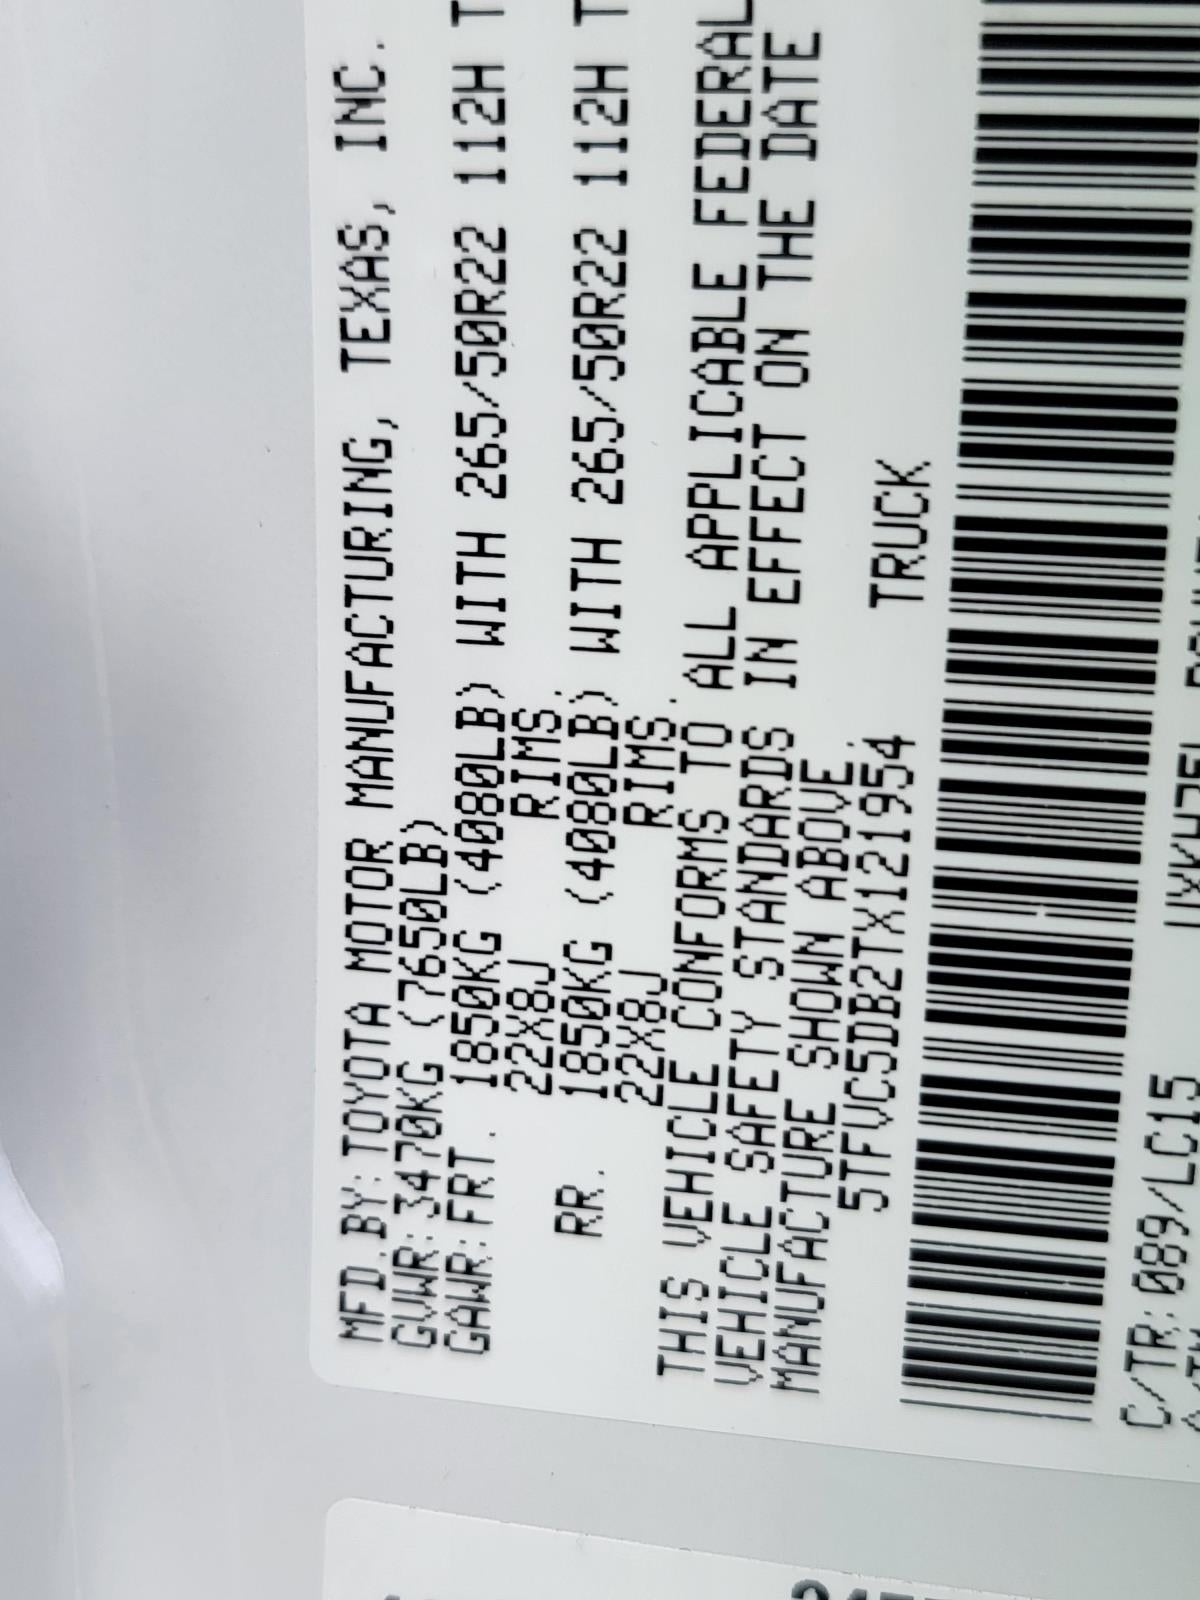 MFD.BY:TOYOTA MOTOR MANUFACTURING, TEXAS, INC.
GVWR:3470KG (7650LB)
GAWR:FRT. 1850KG (4080LB) WITH 265/50R22 112H T
22X8J RIMS.
RR. 1850KG (4080LB) WITH 265/50R22 112H T
22X8J RIMS.
THIS VEHICLE CONFORMS TO ALL APPLICABLE FEDERAL
VEHICLE SAFETY STANDARDS IN EFFECT ON THE DATE
MANUFACTURE SHOWN ABOVE.
5TFVC5DB2TX121954 TRUCK
C/TR:089/LC15